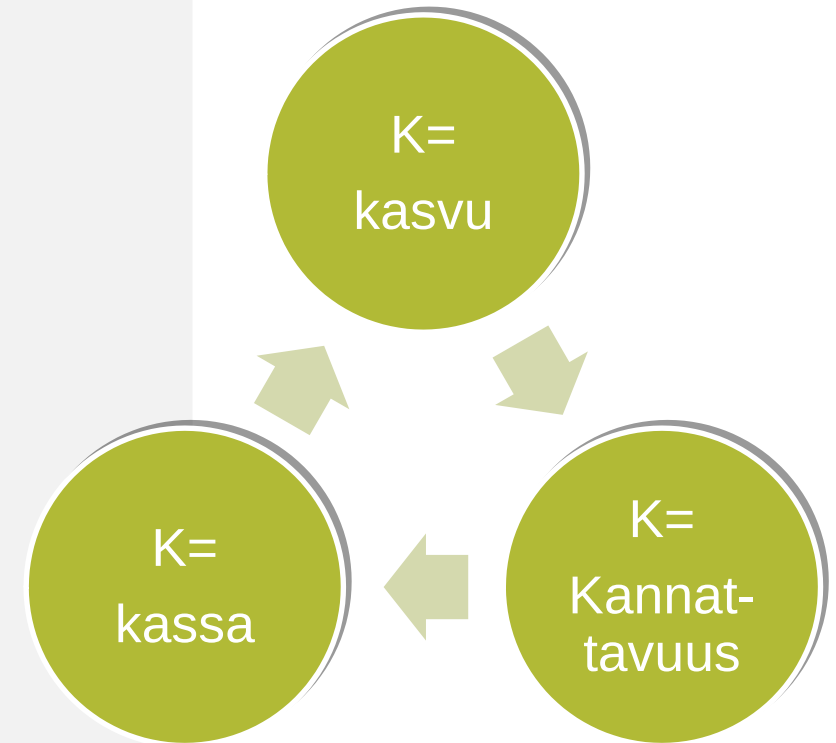 K=
kasvu
K=
kassa
K=
Kannat-
tavuus